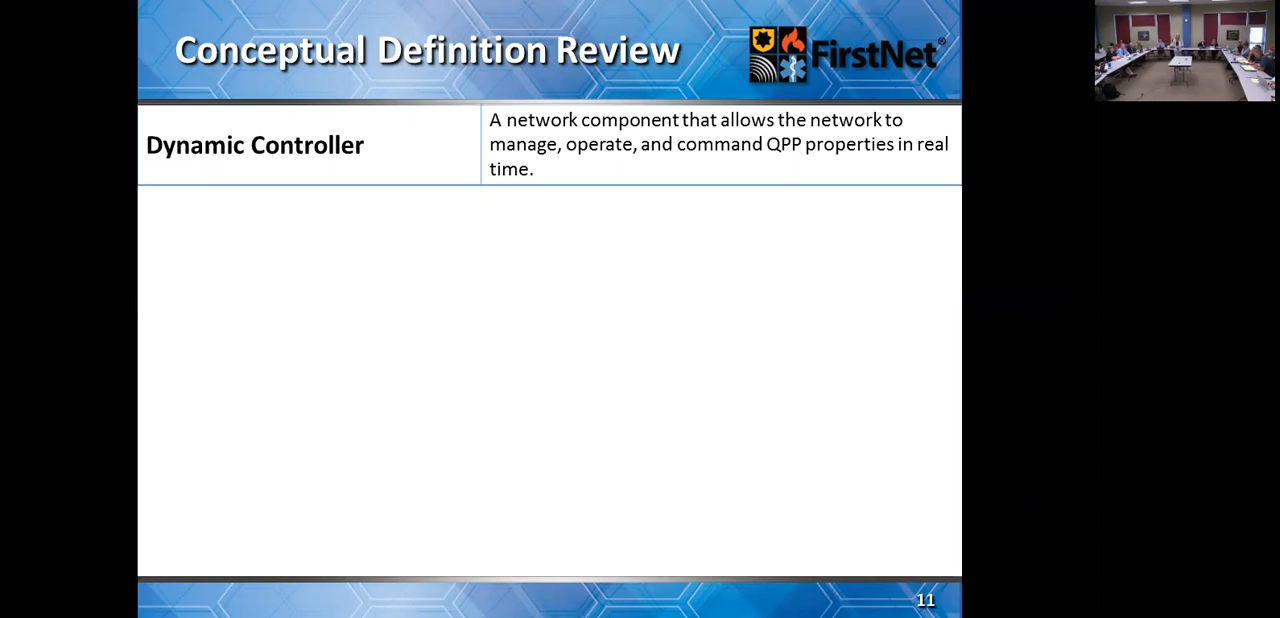 Conceptual Definition Review
FirstNet®
Dynamic Controller
A network component that allows the network to
manage, operate, and command QPP properties in real
time.
11